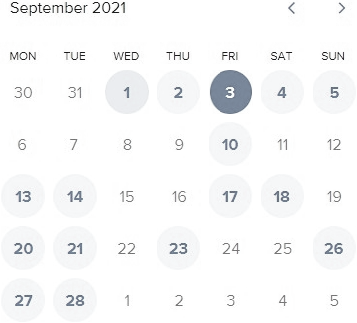 September 2021
MON TUE WED THU FRI SAT SUN
30 31 1 2 3 4 5
6 7 8 9 10 11 12
13 14 15 16 17 18 19
20 21 22 23 24 25 26
27 28 1 2 3 4 5